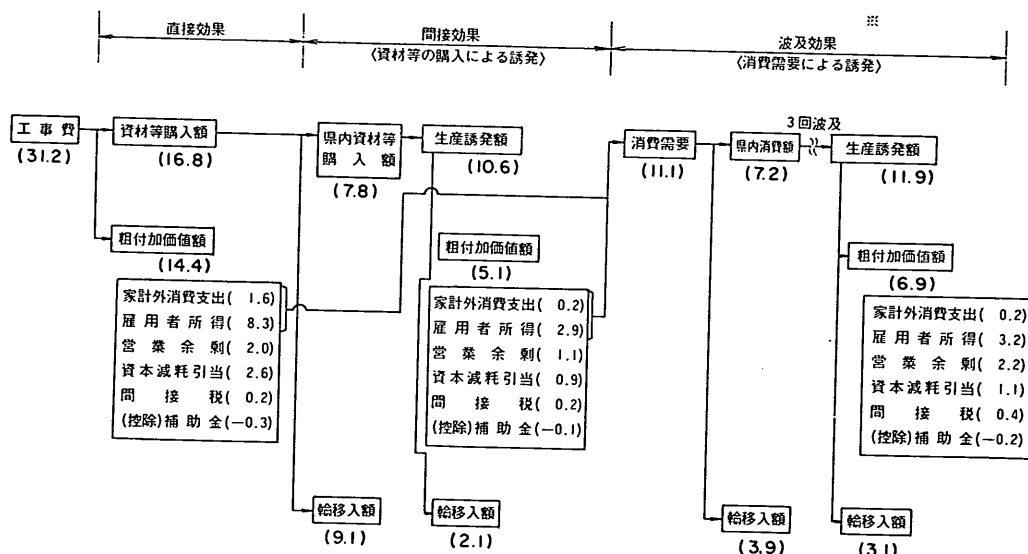 ※
直接効果
間接効果
〈資材等の購入による誘発〉
波及効果
〈消費需要による誘発〉
工事費
(31.2)
資材等購入額
(16.8)
県内資材等
購入額
(7.8)
生産誘発額
(10.6)
消費需要
(11.1)
県内消費額
(7.2)
3回波及
生産誘発額
(11.9)
粗付加価値額
(14.4)
家計外消費支出( 1.6)
雇用者所得( 8.3)
営業余剰( 2.0)
資本減耗引当( 2.6)
間接税( 0.2)
(控除)補助金(−0.3)
粗付加価値額
(5.1)
家計外消費支出( 0.2)
雇用者所得( 2.9)
営業余剰( 1.1)
資本減耗引当( 0.9)
間接税( 0.2)
(控除)補助金(−0.1)
粗付加価値額
(6.9)
家計外消費支出( 0.2)
雇用者所得( 3.2)
営業余剰( 2.2)
資本減耗引当( 1.1)
間接税( 0.4)
(控除)補助金(−0.2)
輸移入額
(9.1)
輸移入額
(2.1)
輸移入額
(3.9)
輸移入額
(3.1)